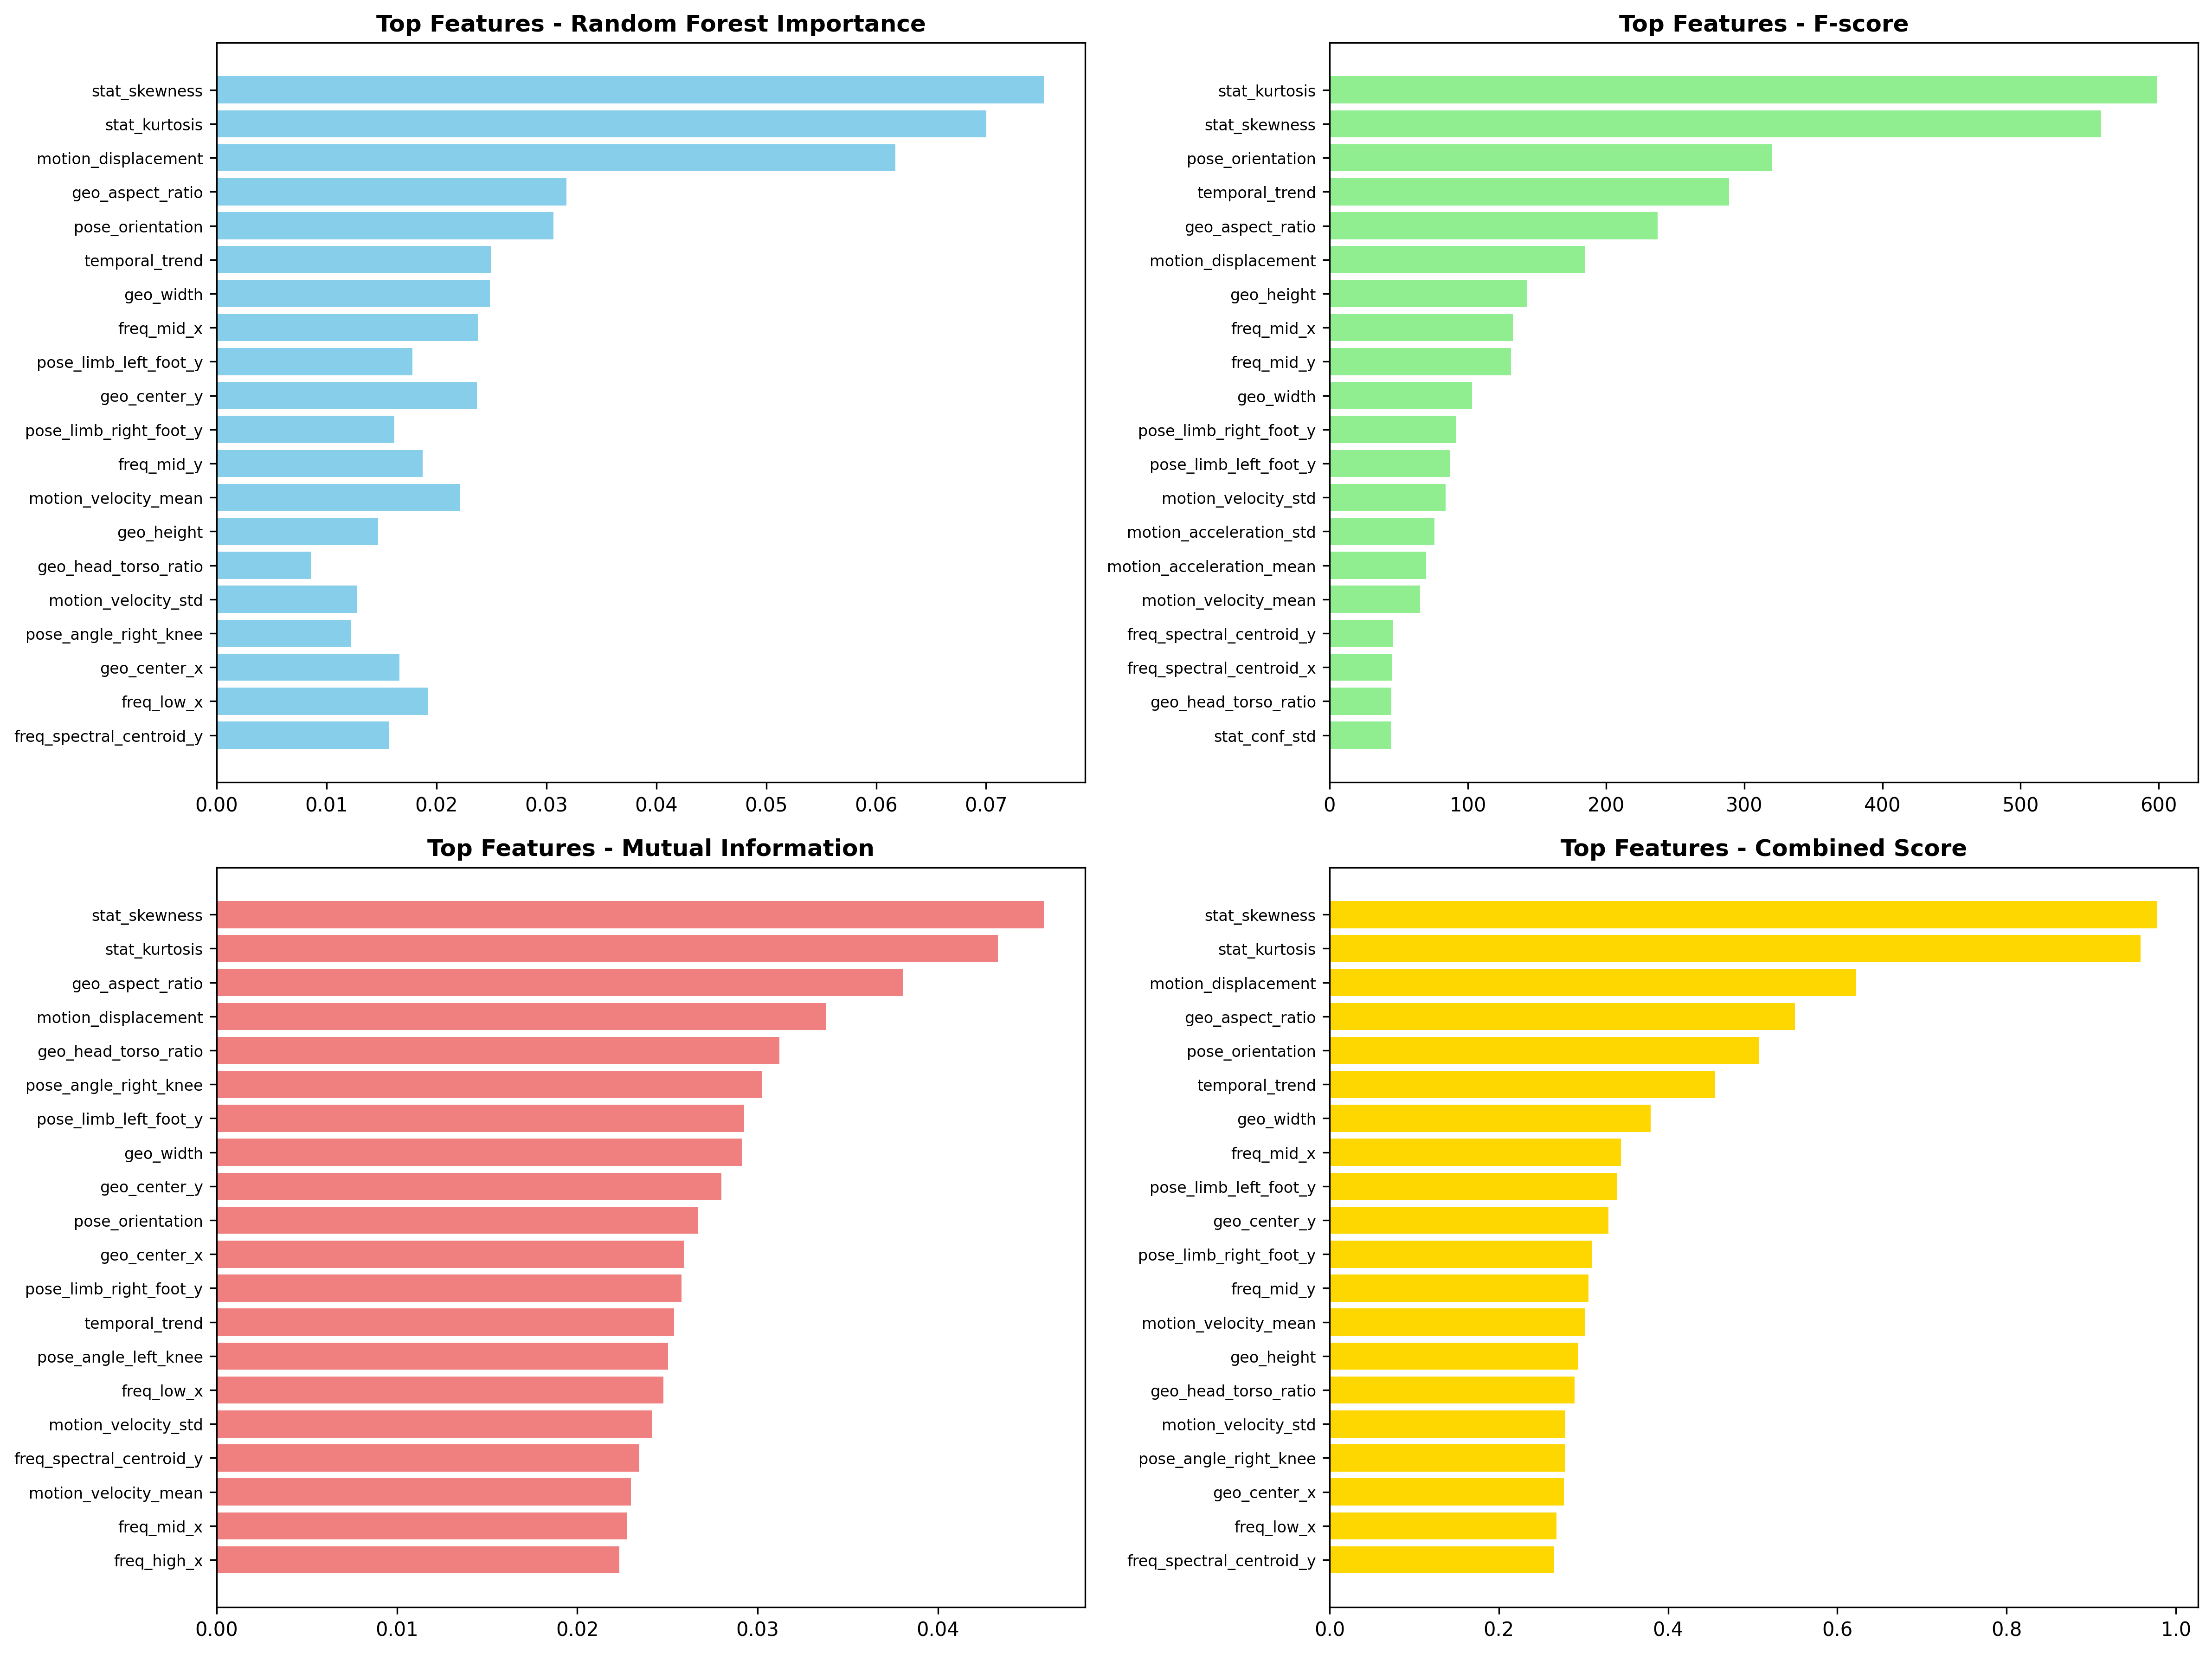 Top Features - Random Forest Importance
stat_skewness
stat_kurtosis
motion_displacement
geo_aspect_ratio
pose_orientation
temporal_trend
geo_width
freq_mid_x
pose_limb_left_foot_y
geo_center_y
pose_limb_right_foot_y
freq_mid_y
motion_velocity_mean
geo_height
geo_head_torso_ratio
motion_velocity_std
pose_angle_right_knee
geo_center_x
freq_low_x
freq_spectral_centroid_y
0.00 0.01 0.02 0.03 0.04 0.05 0.06 0.07
Top Features - F-score
stat_kurtosis
stat_skewness
pose_orientation
temporal_trend
geo_aspect_ratio
motion_displacement
geo_height
freq_mid_x
freq_mid_y
geo_width
pose_limb_right_foot_y
pose_limb_left_foot_y
motion_velocity_std
motion_acceleration_std
motion_acceleration_mean
motion_velocity_mean
freq_spectral_centroid_y
freq_spectral_centroid_x
geo_head_torso_ratio
stat_conf_std
0 100 200 300 400 500 600
Top Features - Mutual Information
stat_skewness
stat_kurtosis
geo_aspect_ratio
motion_displacement
geo_head_torso_ratio
pose_angle_right_knee
pose_limb_left_foot_y
geo_width
geo_center_y
pose_orientation
geo_center_x
pose_limb_right_foot_y
temporal_trend
pose_angle_left_knee
freq_low_x
motion_velocity_std
freq_spectral_centroid_y
motion_velocity_mean
freq_mid_x
freq_high_x
0.00 0.01 0.02 0.03 0.04
Top Features - Combined Score
stat_skewness
stat_kurtosis
motion_displacement
geo_aspect_ratio
pose_orientation
temporal_trend
geo_width
freq_mid_x
pose_limb_left_foot_y
geo_center_y
pose_limb_right_foot_y
freq_mid_y
motion_velocity_mean
geo_height
geo_head_torso_ratio
motion_velocity_std
pose_angle_right_knee
geo_center_x
freq_low_x
freq_spectral_centroid_y
0.0 0.2 0.4 0.6 0.8 1.0